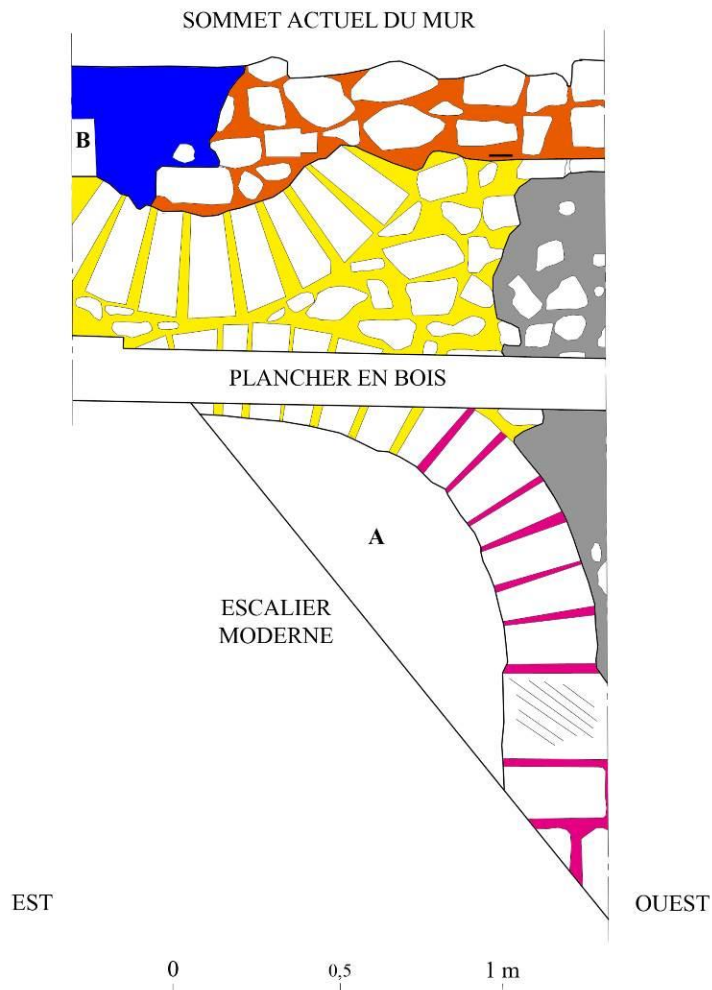 SOMMET ACTUEL DU MUR
B
PLANCHER EN BOIS
A
ESCALIER
MODERNE
EST
OUEST
0
0,5
1 m